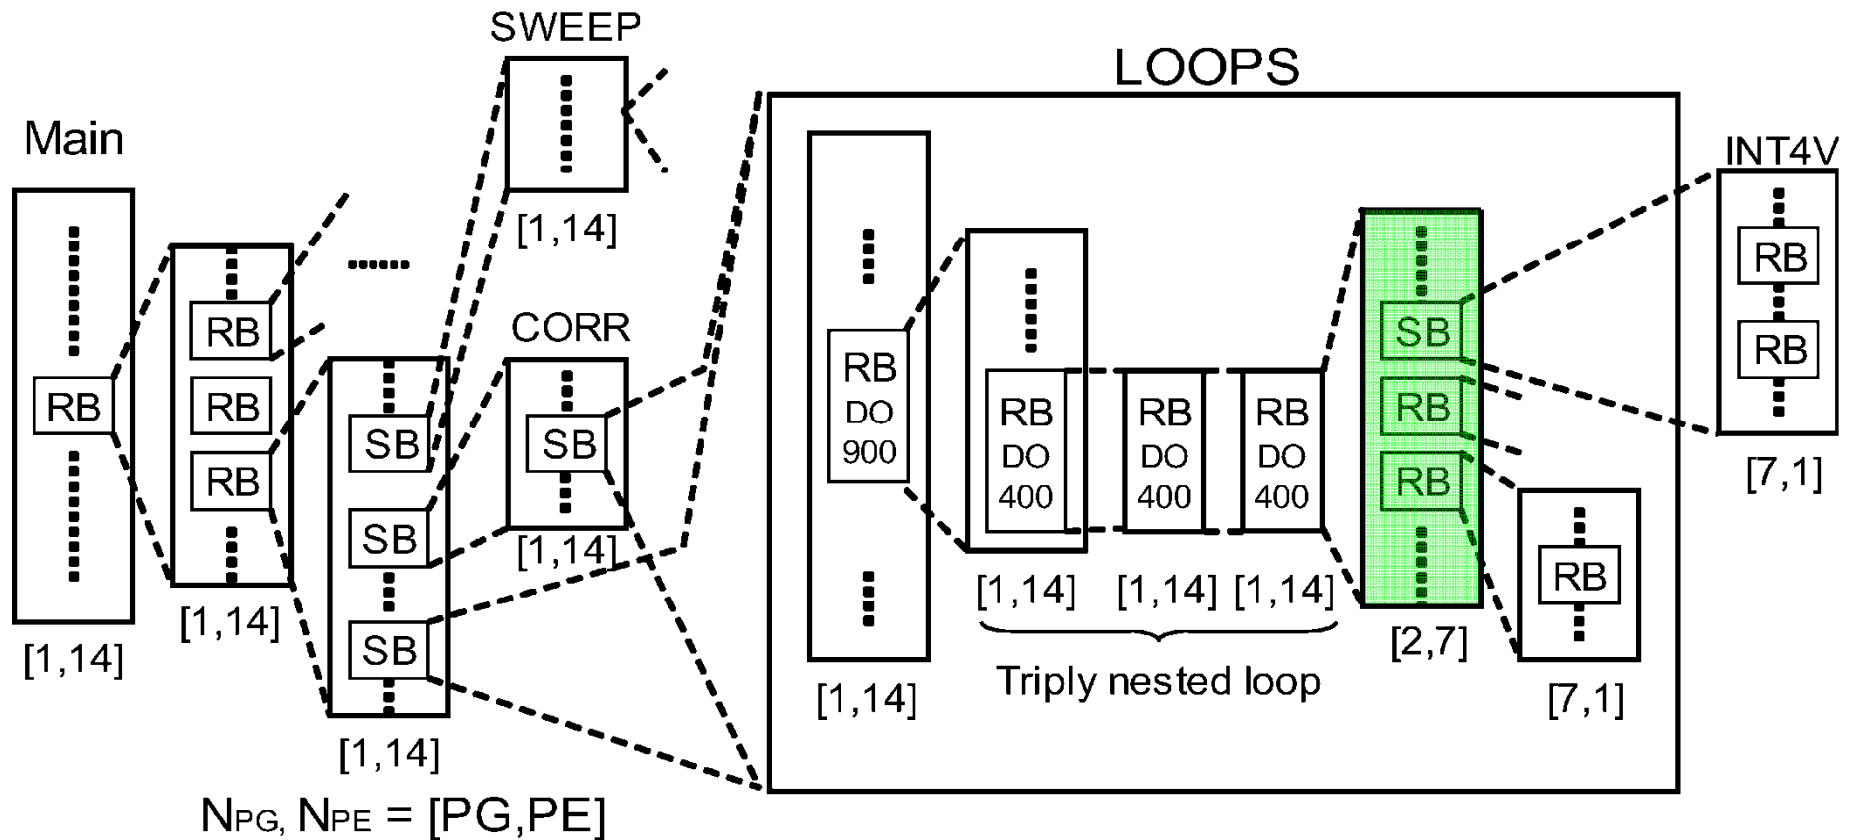 SWEEP
[1,14]
Main
RB
[1,14]
RB
RB
RB
[1,14]
SB
SB
SB
[1,14]
CORR
SB
[1,14]
LOOPS
RB
DO
900
[1,14]
RB
DO
400
[1,14]
RB
DO
400
[1,14]
RB
DO
400
[1,14]
Triply nested loop
SB
RB
RB
[2,7]
RB
[7,1]
INT4V
RB
RB
[7,1]
NPG, NPE = [PG,PE]